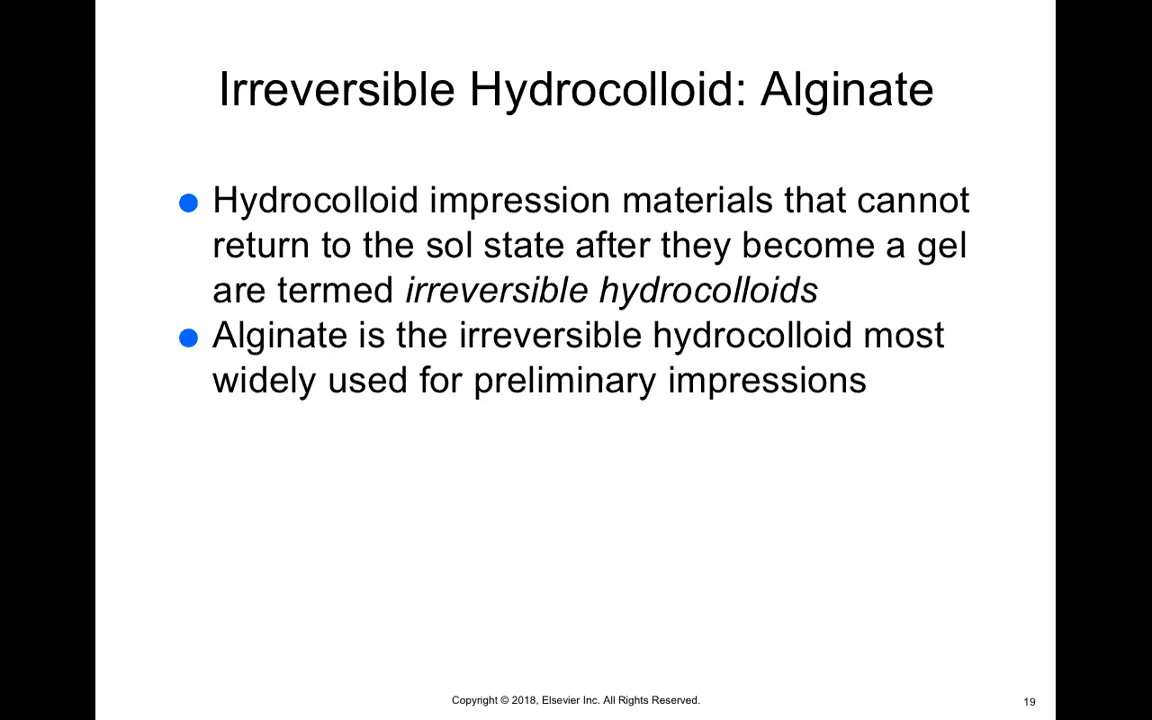 Irreversible Hydrocolloid: Alginate
● Hydrocolloid impression materials that cannot
return to the sol state after they become a gel
are termed irreversible hydrocolloids
● Alginate is the irreversible hydrocolloid most
widely used for preliminary impressions
Copyright © 2018, Elsevier Inc. All Rights Reserved.
19